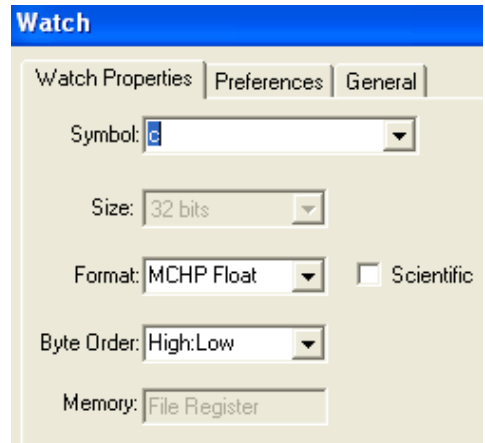 Watch
Watch Properties Preferences General
Symbol: c
Size: 32 bits
Format: MCHP Float Scientific
Byte Order: High:Low
Memory: File Register